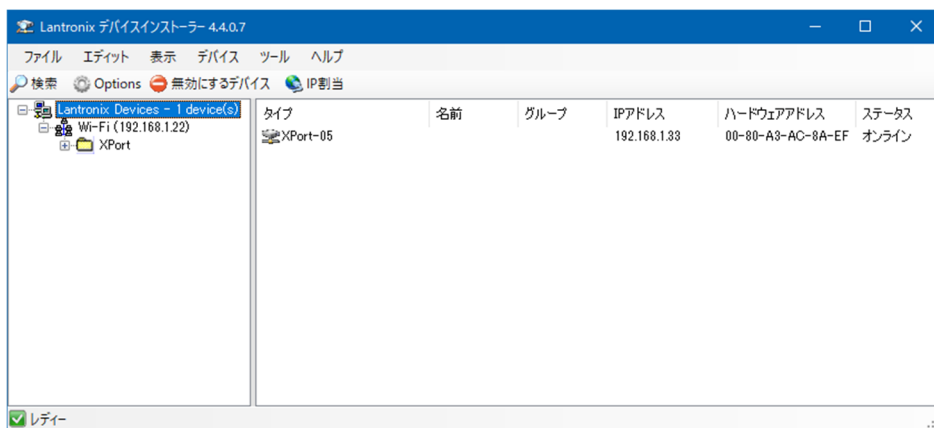 Lantronix デバイスインストーラー 4.4.0.7
ファイル エディット 表示 デバイス ツール ヘルプ
検索 Options 無効にするデバイス IP割当
Lantronix Devices - 1 device(s)
Wi-Fi (192.168.1.22)
XPort
タイプ 名前 グループ IPアドレス ハードウェアアドレス ステータス
XPort-05 192.168.1.33 00-80-A3-AC-8A-EF オンライン
レディー